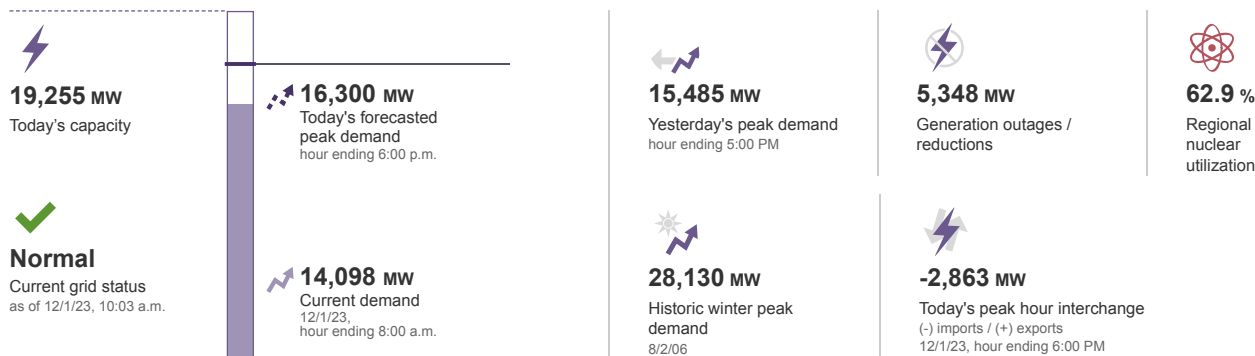 19,255 MW
Today's capacity
Normal
Current grid status
as of 12/1/23, 10:03 a.m.
16,300 MW
Today's forecasted
peak demand
hour ending 6:00 p.m.
14,098 MW
Current demand
12/1/23,
hour ending 8:00 a.m.
15,485 MW
Yesterday's peak demand
hour ending 5:00 PM
5,348 MW
Generation outages /
reductions
62.9 %
Regional
nuclear
utilization
28,130 MW
Historic winter peak
demand
8/2/06
-2,863 MW
Today's peak hour interchange
(-) imports / (+) exports
12/1/23, hour ending 6:00 PM